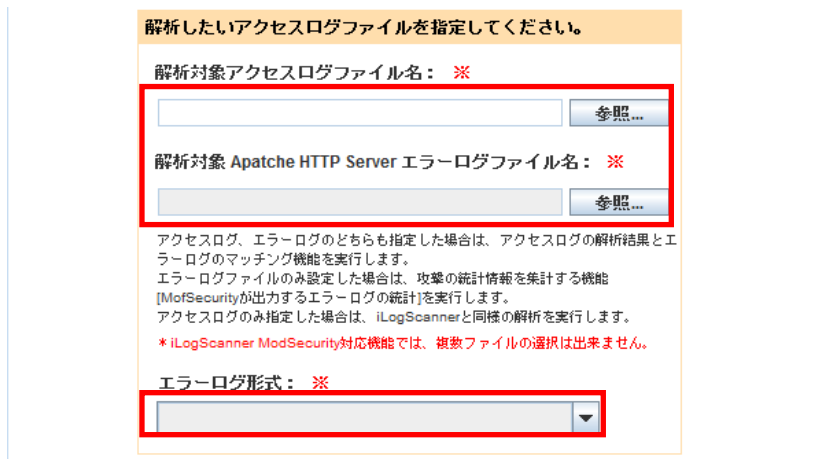 解析したいアクセスログファイルを指定してください。
解析対象アクセスログファイル名： ※
参照...
解析対象 Apatche HTTP Server エラーログファイル名： ※
参照...
アクセスログ、エラーログのどちらも指定した場合は、アクセスログの解析結果とエ
ラーログのマッチング機能を実行します。
エラーログファイルのみ設定した場合は、攻撃の統計情報を集計する機能
[MofSecurityが出力するエラーログの統計]を実行します。
アクセスログのみ指定した場合は、iLogScannerと同様の解析を実行します。
* iLogScanner ModSecurity対応機能では、複数ファイルの選択は出来ません。
エラーログ形式： ※